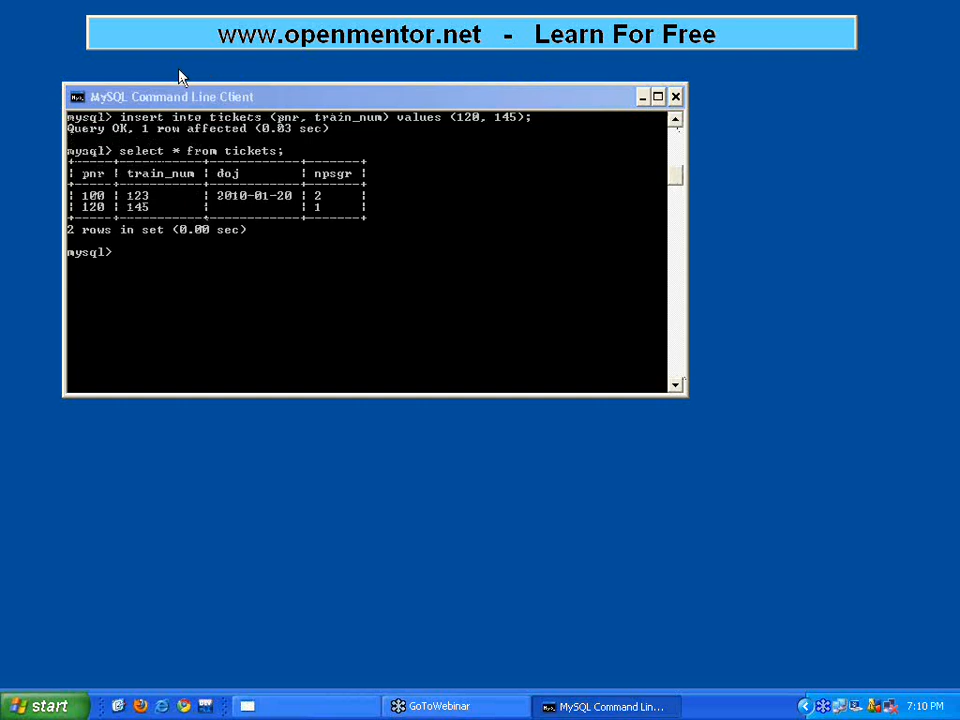 www.openmentor.net - Learn For Free
MySQL Command Line Client
mysql> insert into tickets (pnr, train_num) values (120, 145);
Query OK, 1 row affected (0.03 sec)
mysql> select * from tickets;
+------+-----------+------------+-------+
| pnr | train_num | doj | npsgr |
+------+-----------+------------+-------+
| 100 | 123 | 2010-01-20 | 2 |
| 120 | 145 | | 1 |
+------+-----------+------------+-------+
2 rows in set (0.00 sec)
mysql>
start GoToWebinar MySQL Command Lin... 7:10 PM